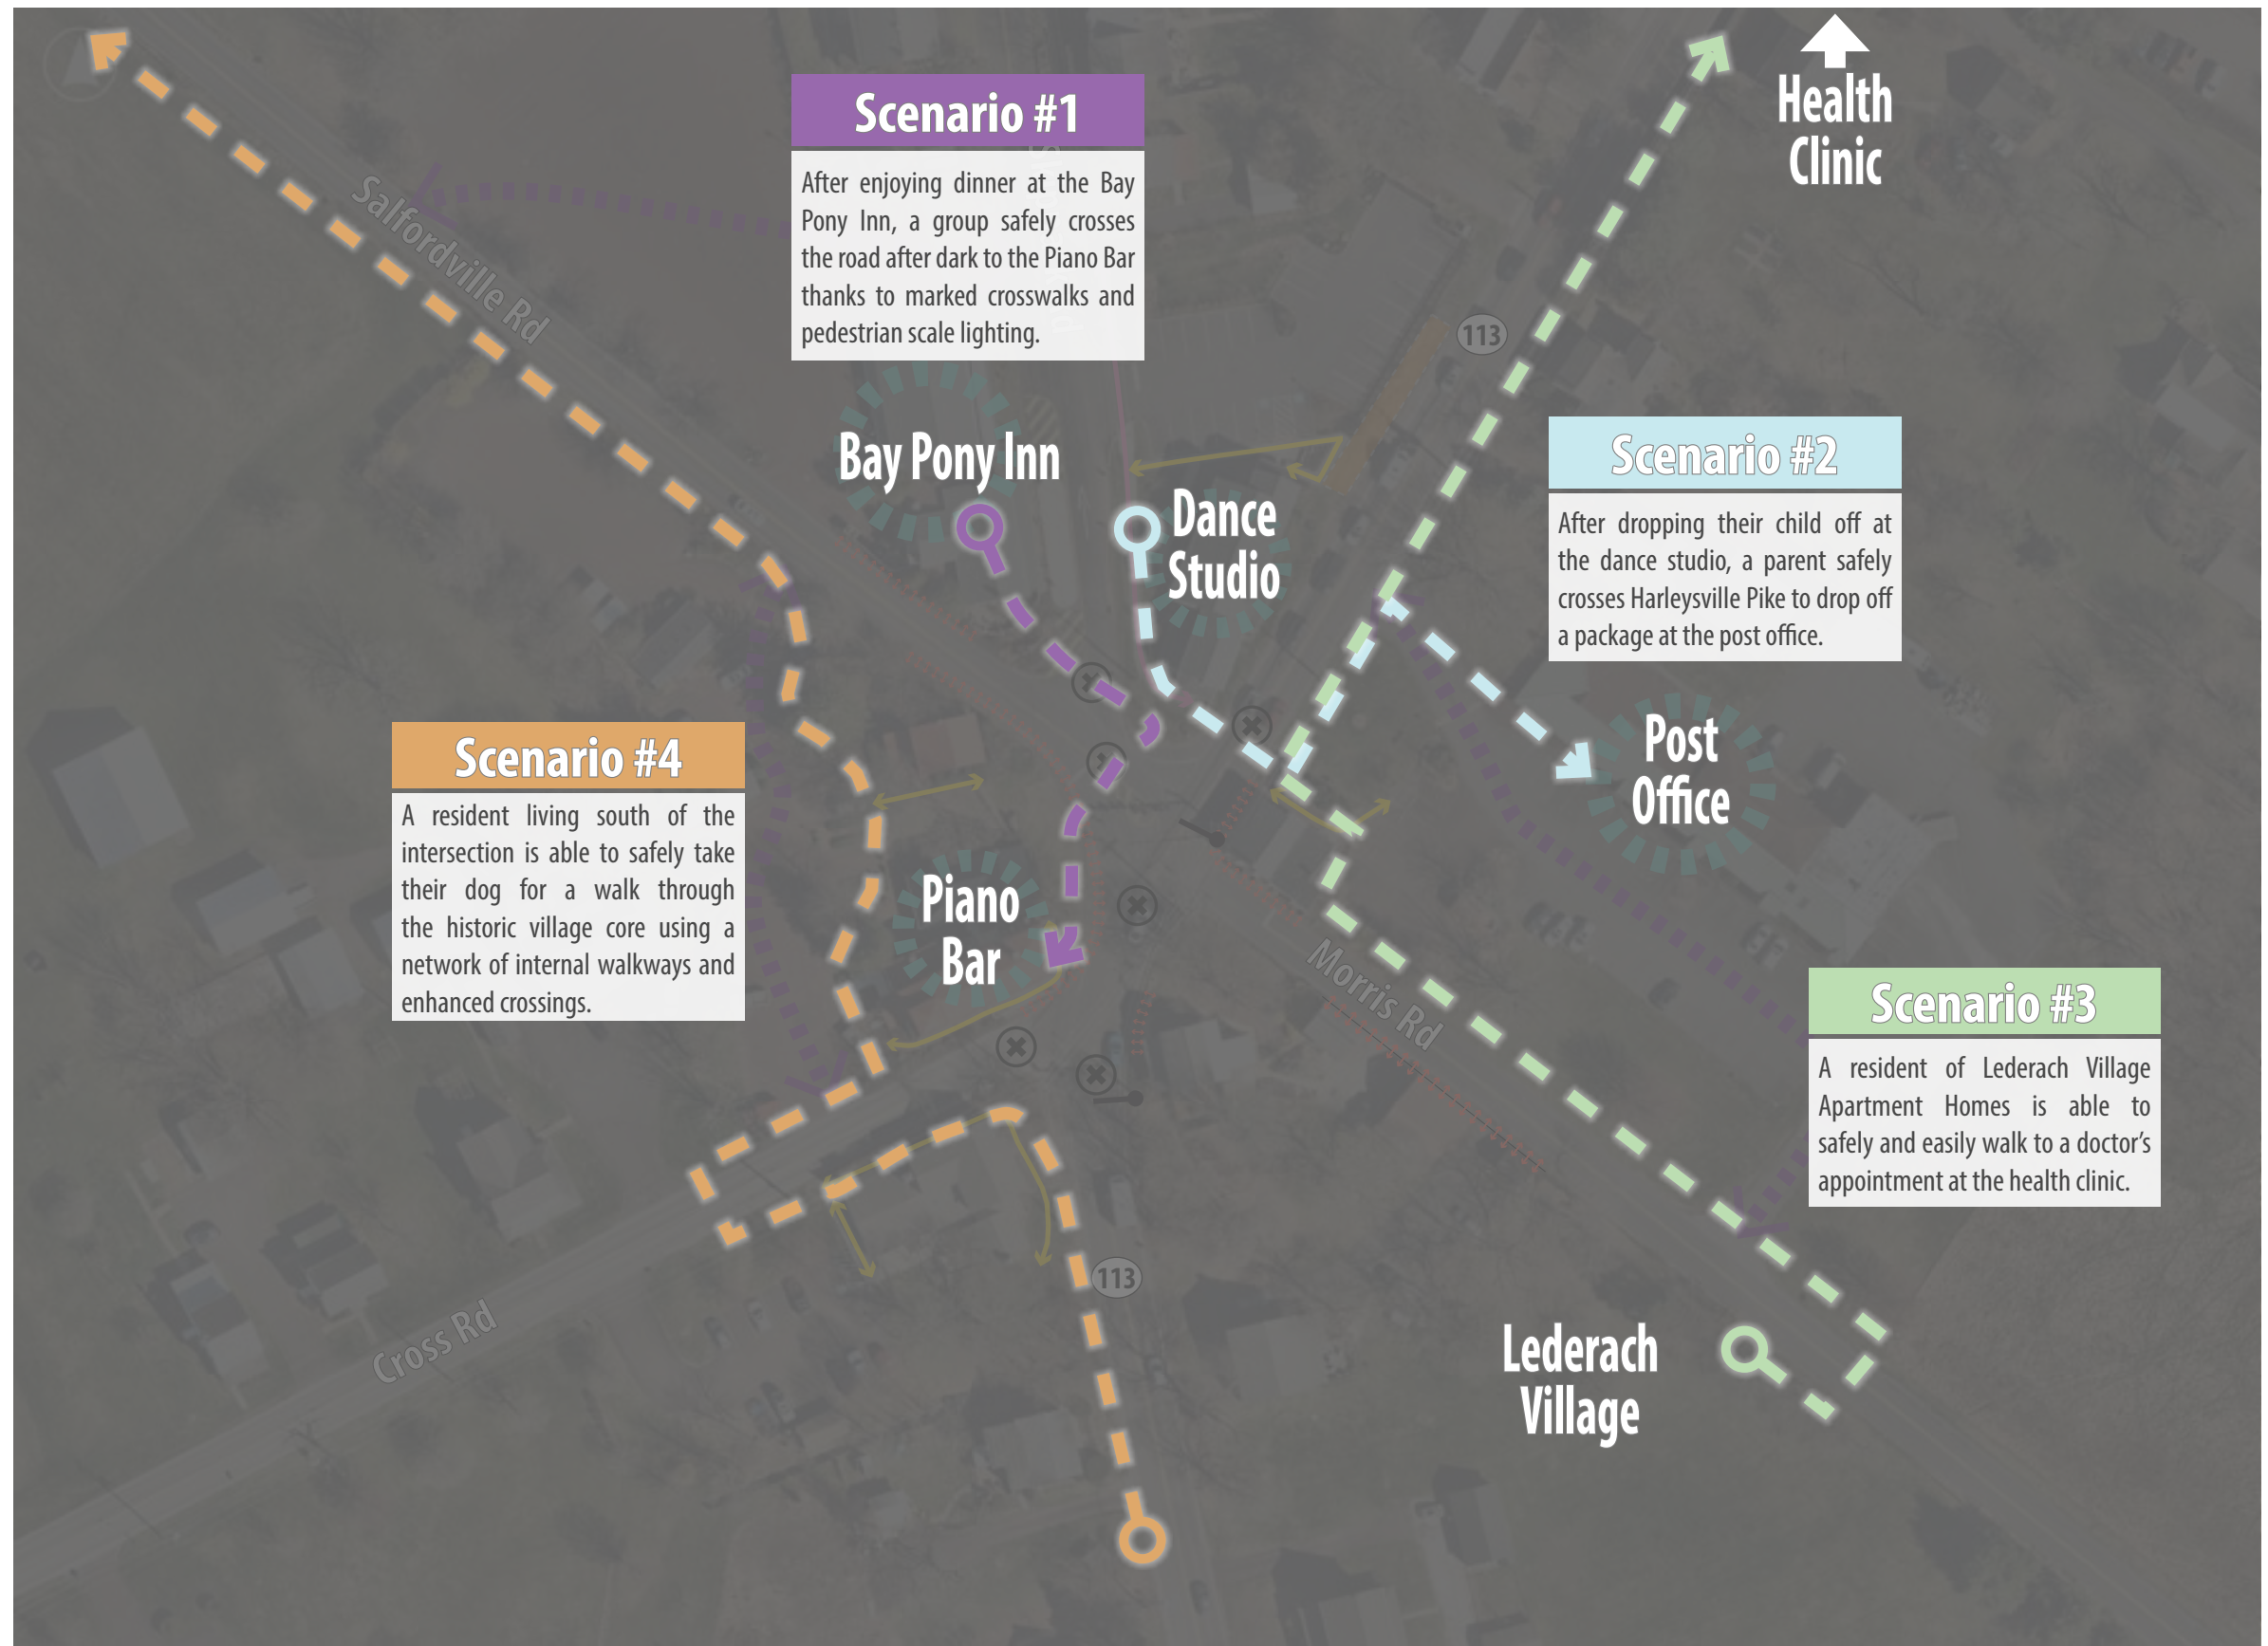 Health
Clinic
Scenario #1
After enjoying dinner at the Bay
Pony Inn, a group safely crosses
the road after dark to the Piano Bar
thanks to marked crosswalks and
pedestrian scale lighting.
Salfordville Rd
113
Bay Pony Inn
Dance
Studio
Scenario #2
After dropping their child off at
the dance studio, a parent safely
crosses Harleysville Pike to drop off
a package at the post office.
Post
Office
Scenario #4
A resident living south of the
intersection is able to safely take
their dog for a walk through
the historic village core using a
network of internal walkways and
enhanced crossings.
Piano
Bar
Morris Rd
Scenario #3
A resident of Lederach Village
Apartment Homes is able to
safely and easily walk to a doctor's
appointment at the health clinic.
113
Cross Rd
Lederach
Village